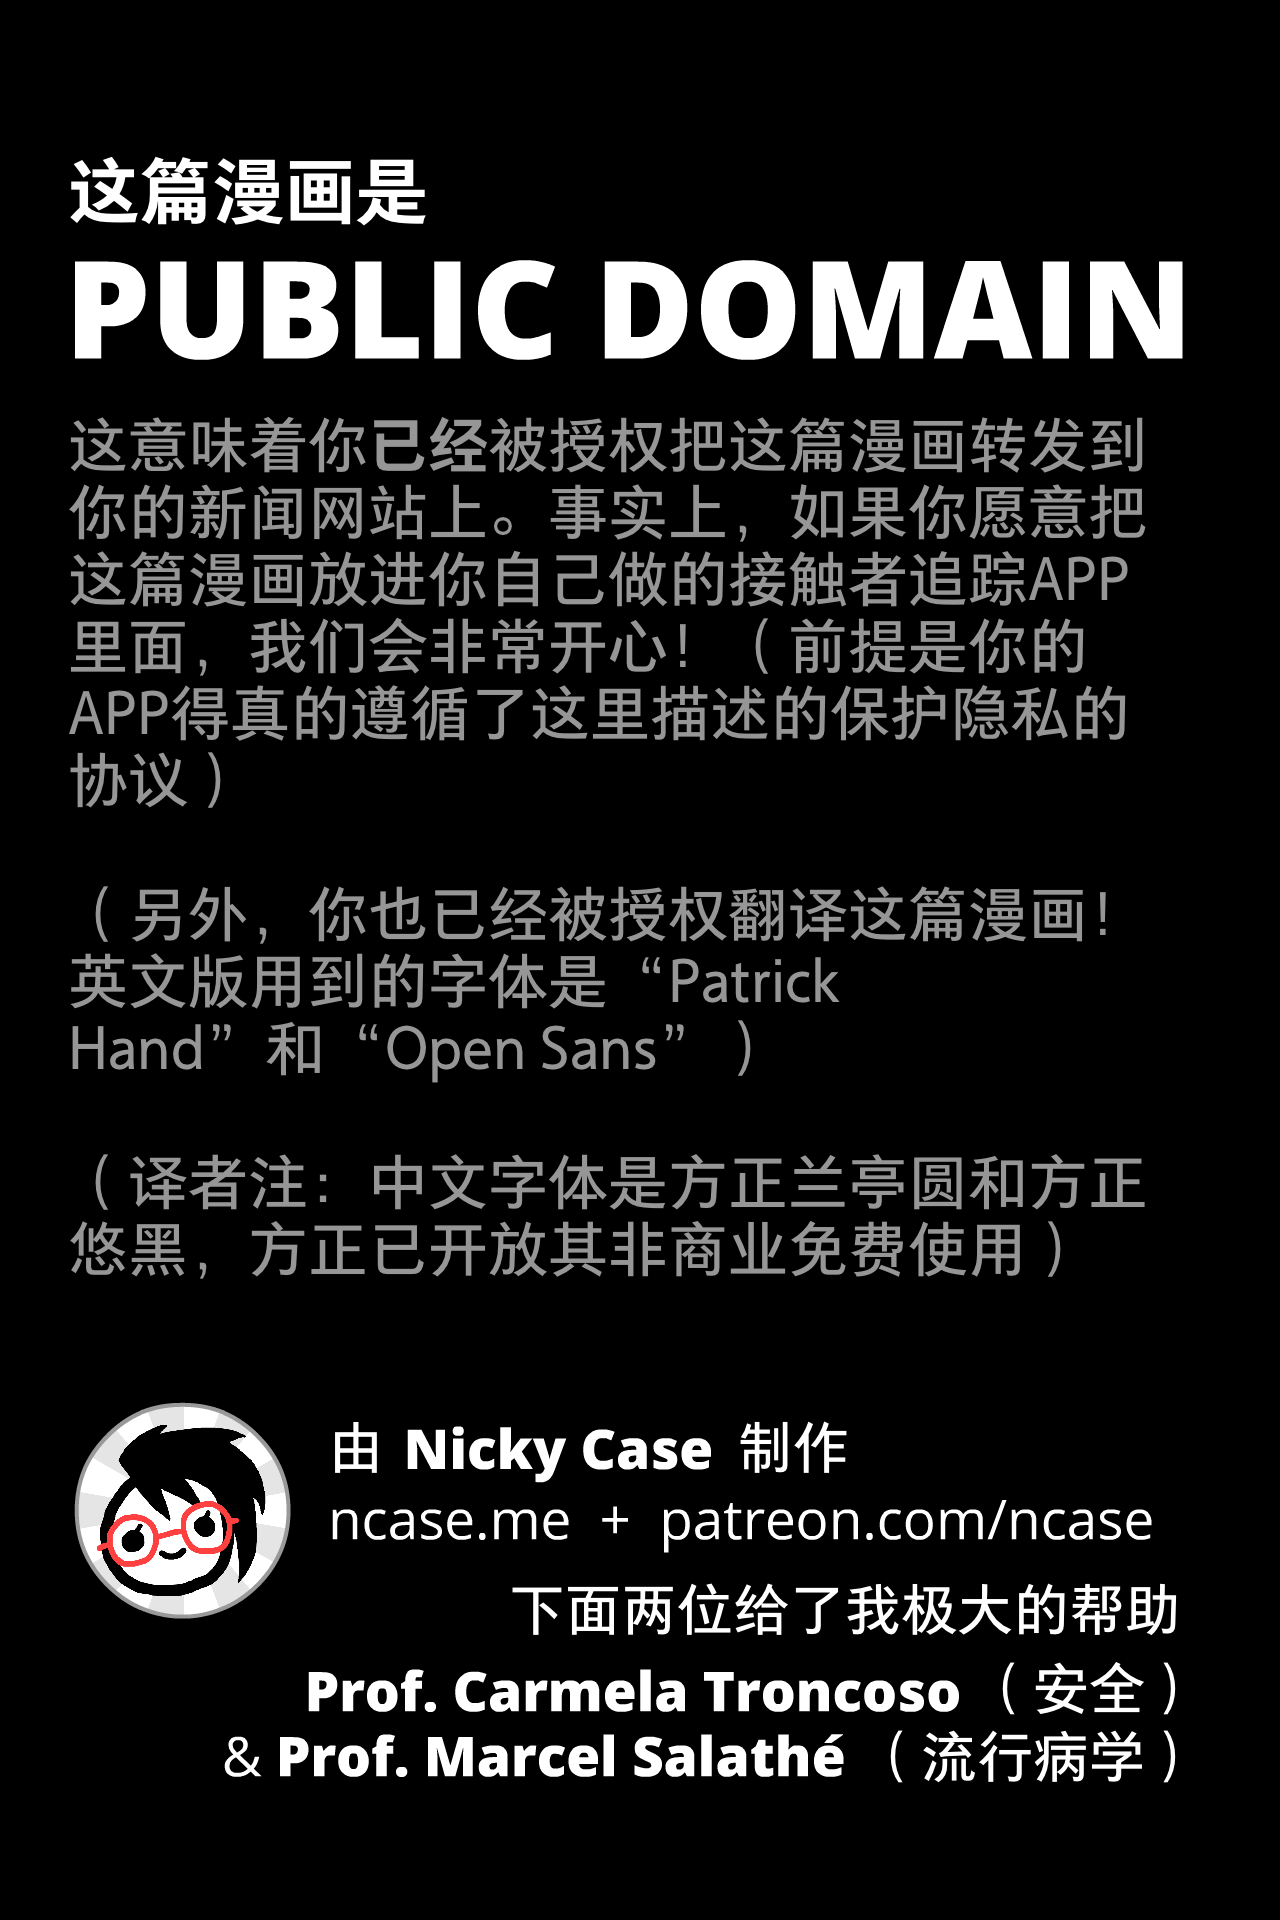 这篇漫画是
PUBLIC DOMAIN
这意味着你已经被授权把这篇漫画转发到
你的新闻网站上。事实上，如果你愿意把
这篇漫画放进你自己做的接触者追踪APP
里面，我们会非常开心！（前提是你的
APP得真的遵循了这里描述的保护隐私的
协议）
（另外，你也已经被授权翻译这篇漫画！
英文版用到的字体是“Patrick
Hand”和“Open Sans”）
（译者注：中文字体是方正兰亭圆和方正
悠黑，方正已开放其非商业免费使用）
由 Nicky Case 制作
ncase.me + patreon.com/ncase
下面两位给了我极大的帮助
Prof. Carmela Troncoso （安全）
& Prof. Marcel Salathé （流行病学）